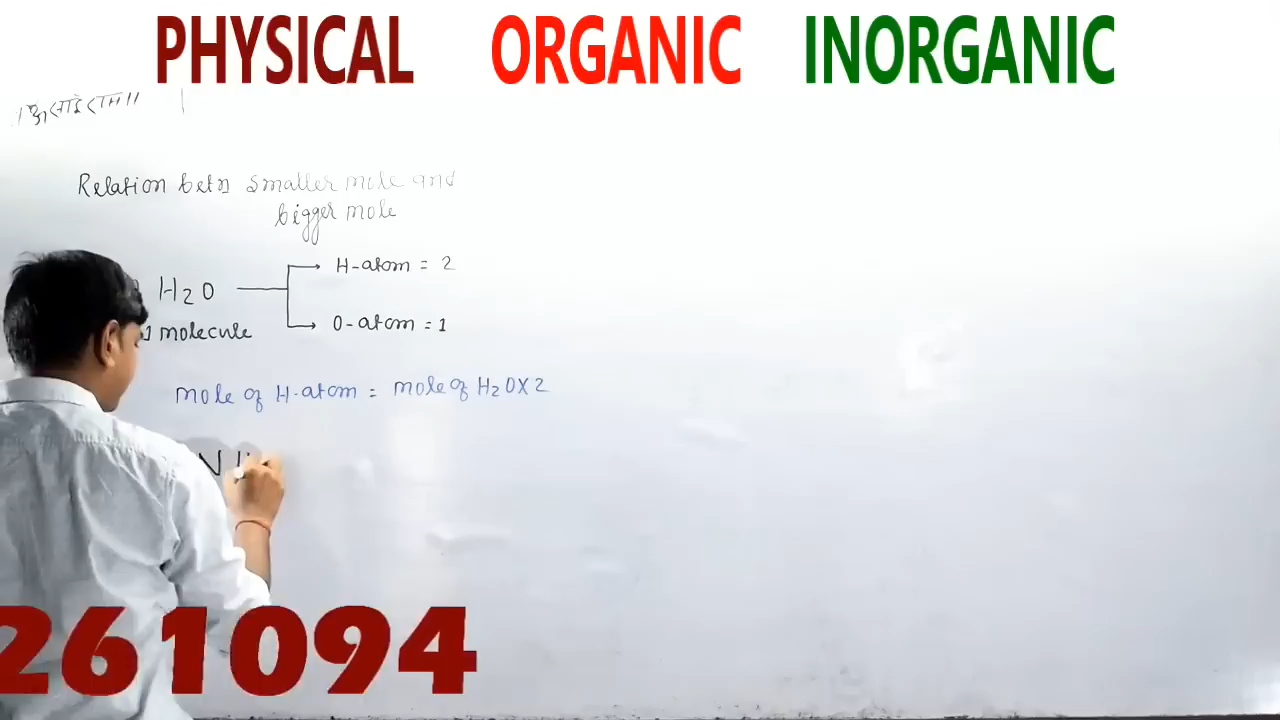 PHYSICAL ORGANIC INORGANIC
Relation betn smaller mole and
bigger mole
H2O
H-atom = 2
O-atom = 1
molecule
mole of H-atom = mole of H2O X 2
N H
261094